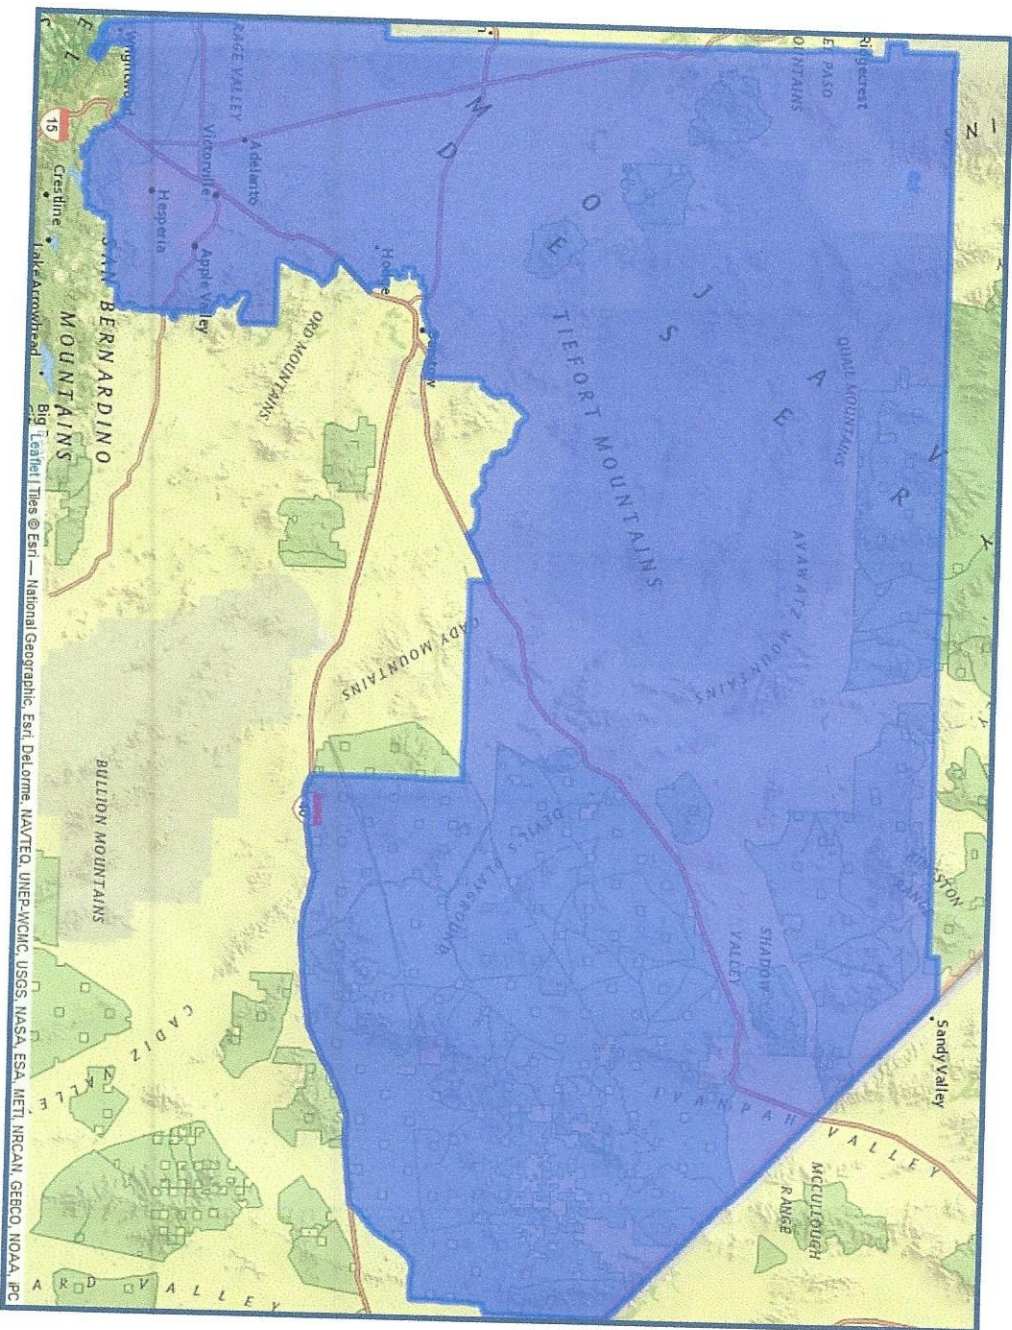 Ridgecrest
EL PASO
MOUNTAINS
Sandy Valley
QUAIL MOUNTAINS
AVAWATZ MOUNTAINS
KINGSTON
RANGE
MOJAVE
DESERT
TIEFORT MOUNTAINS
SHADOW
VALLEY
MCCULLOUGH
RANGE
DEVIL'S PLAYGROUND
CADY MOUNTAINS
Adelanto
Victorville
Hesperia
Apple Valley
ORD MOUNTAINS
Wrightwood
15
Crestline
Lake Arrowhead
SAN BERNARDINO
MOUNTAINS
Big
40
BULLION MOUNTAINS
CADIZ
VALLEY
ARD VALLEY
Leaflet | Tiles © Esri — National Geographic, Esri, DeLorme, NAVTEQ, UNEP-WCMC, USGS, NASA, ESA, METI, NRCAN, GEBCO, NOAA, iPC